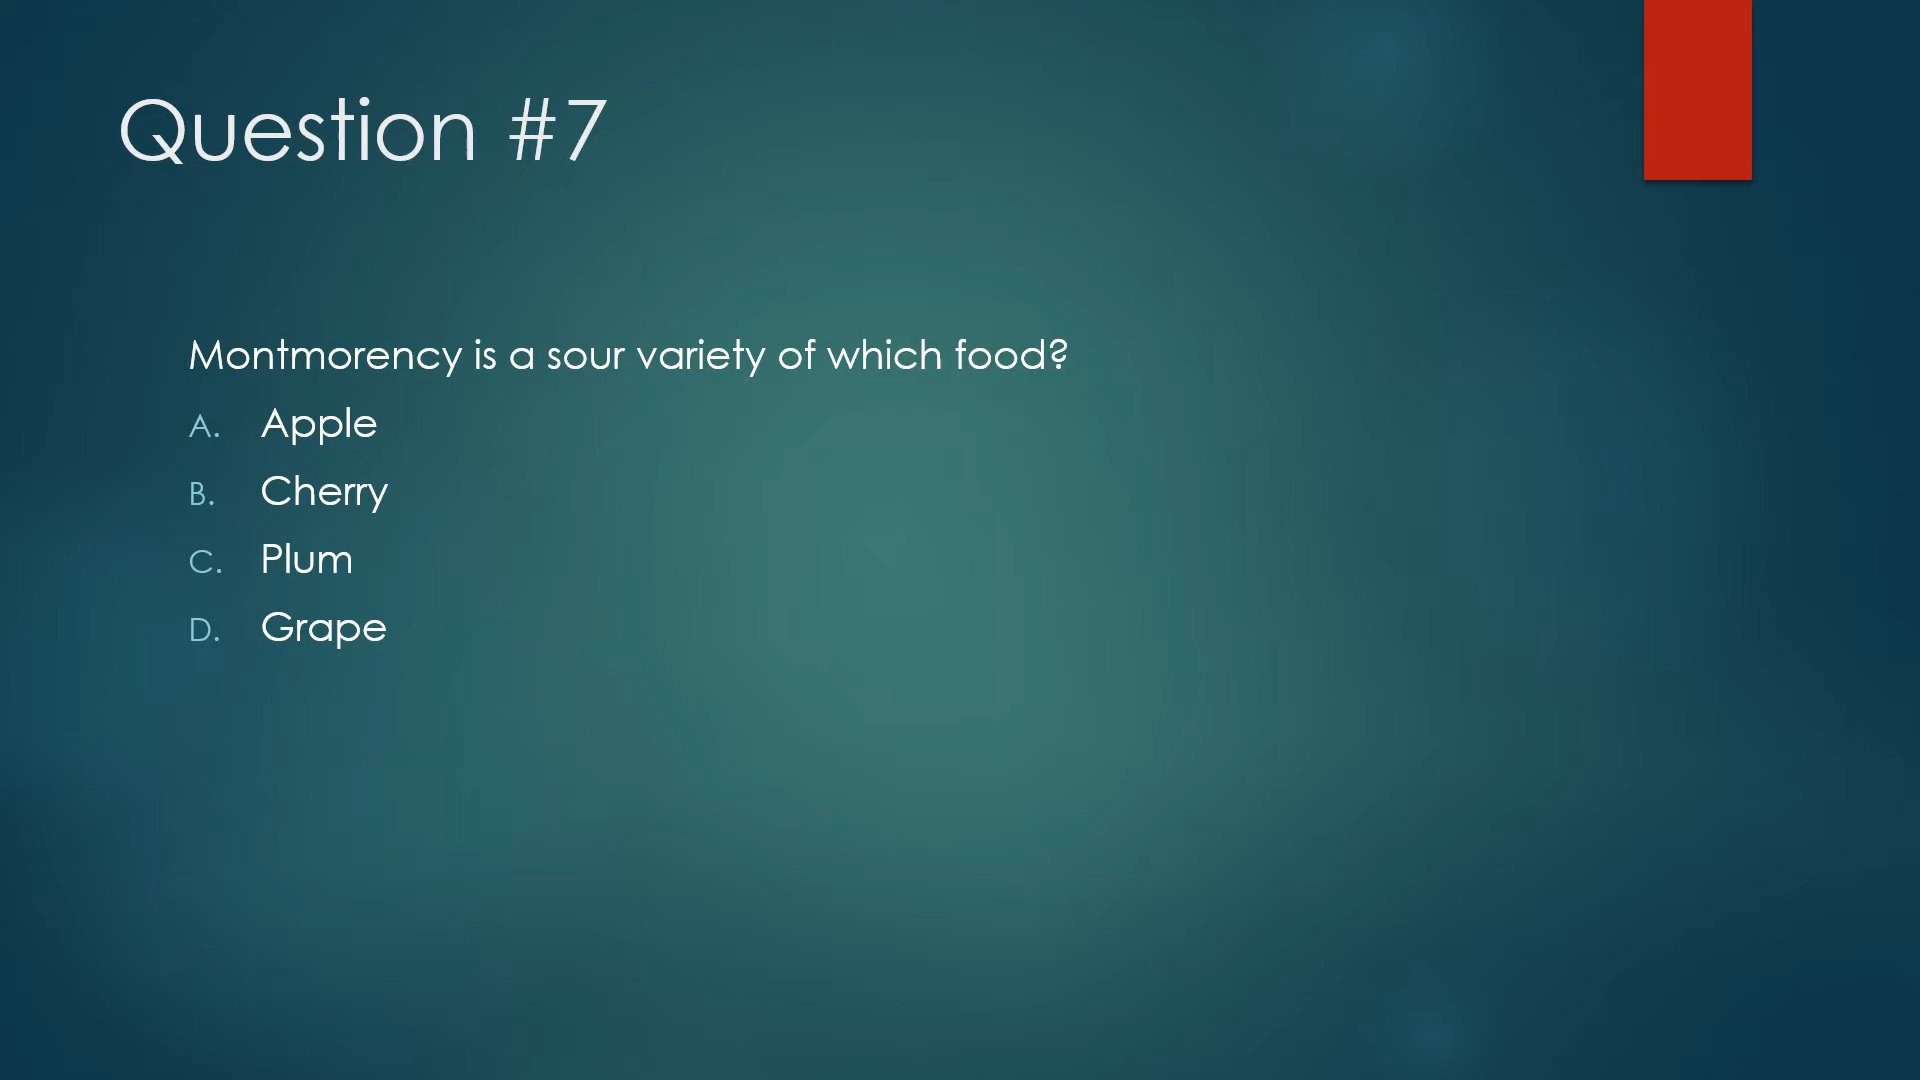 Question #7
Montmorency is a sour variety of which food?
A. Apple
B. Cherry
C. Plum
D. Grape